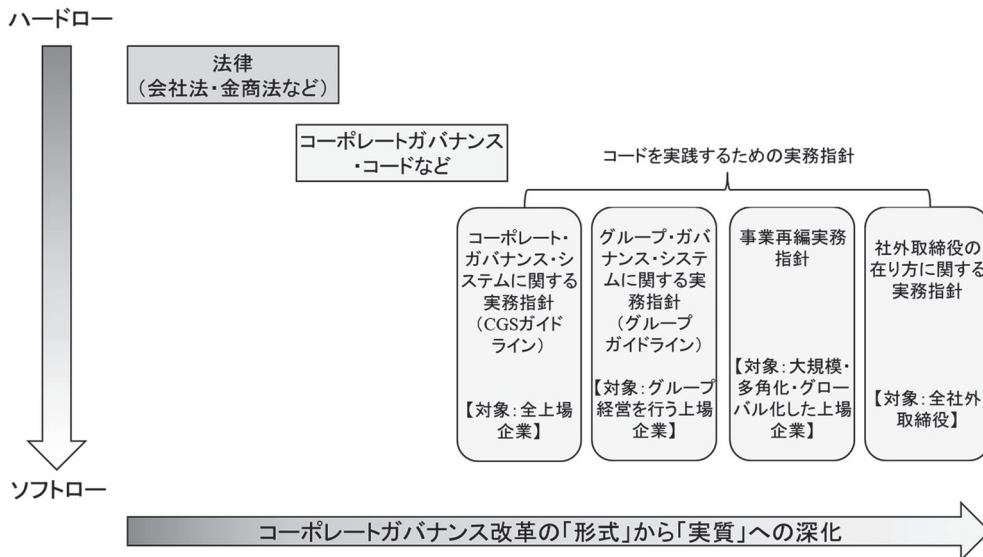 ハードロー
法律
（会社法・金商法など）
コーポレートガバナンス
・コードなど
コードを実践するための実務指針
コーポレート・
ガバナンス・シ
ステムに関する
実務指針
（CGSガイド
ライン）
【対象：全上場
企業】
グループ・ガバ
ナンス・システ
ムに関する実
務指針
（グループ
ガイドライン）
【対象：グループ
経営を行う上場
企業】
事業再編実務
指針
【対象：大規模・
多角化・グロー
バル化した上場
企業】
社外取締役の
在り方に関する
実務指針
【対象：全社外
取締役】
ソフトロー
コーポレートガバナンス改革の「形式」から「実質」への深化